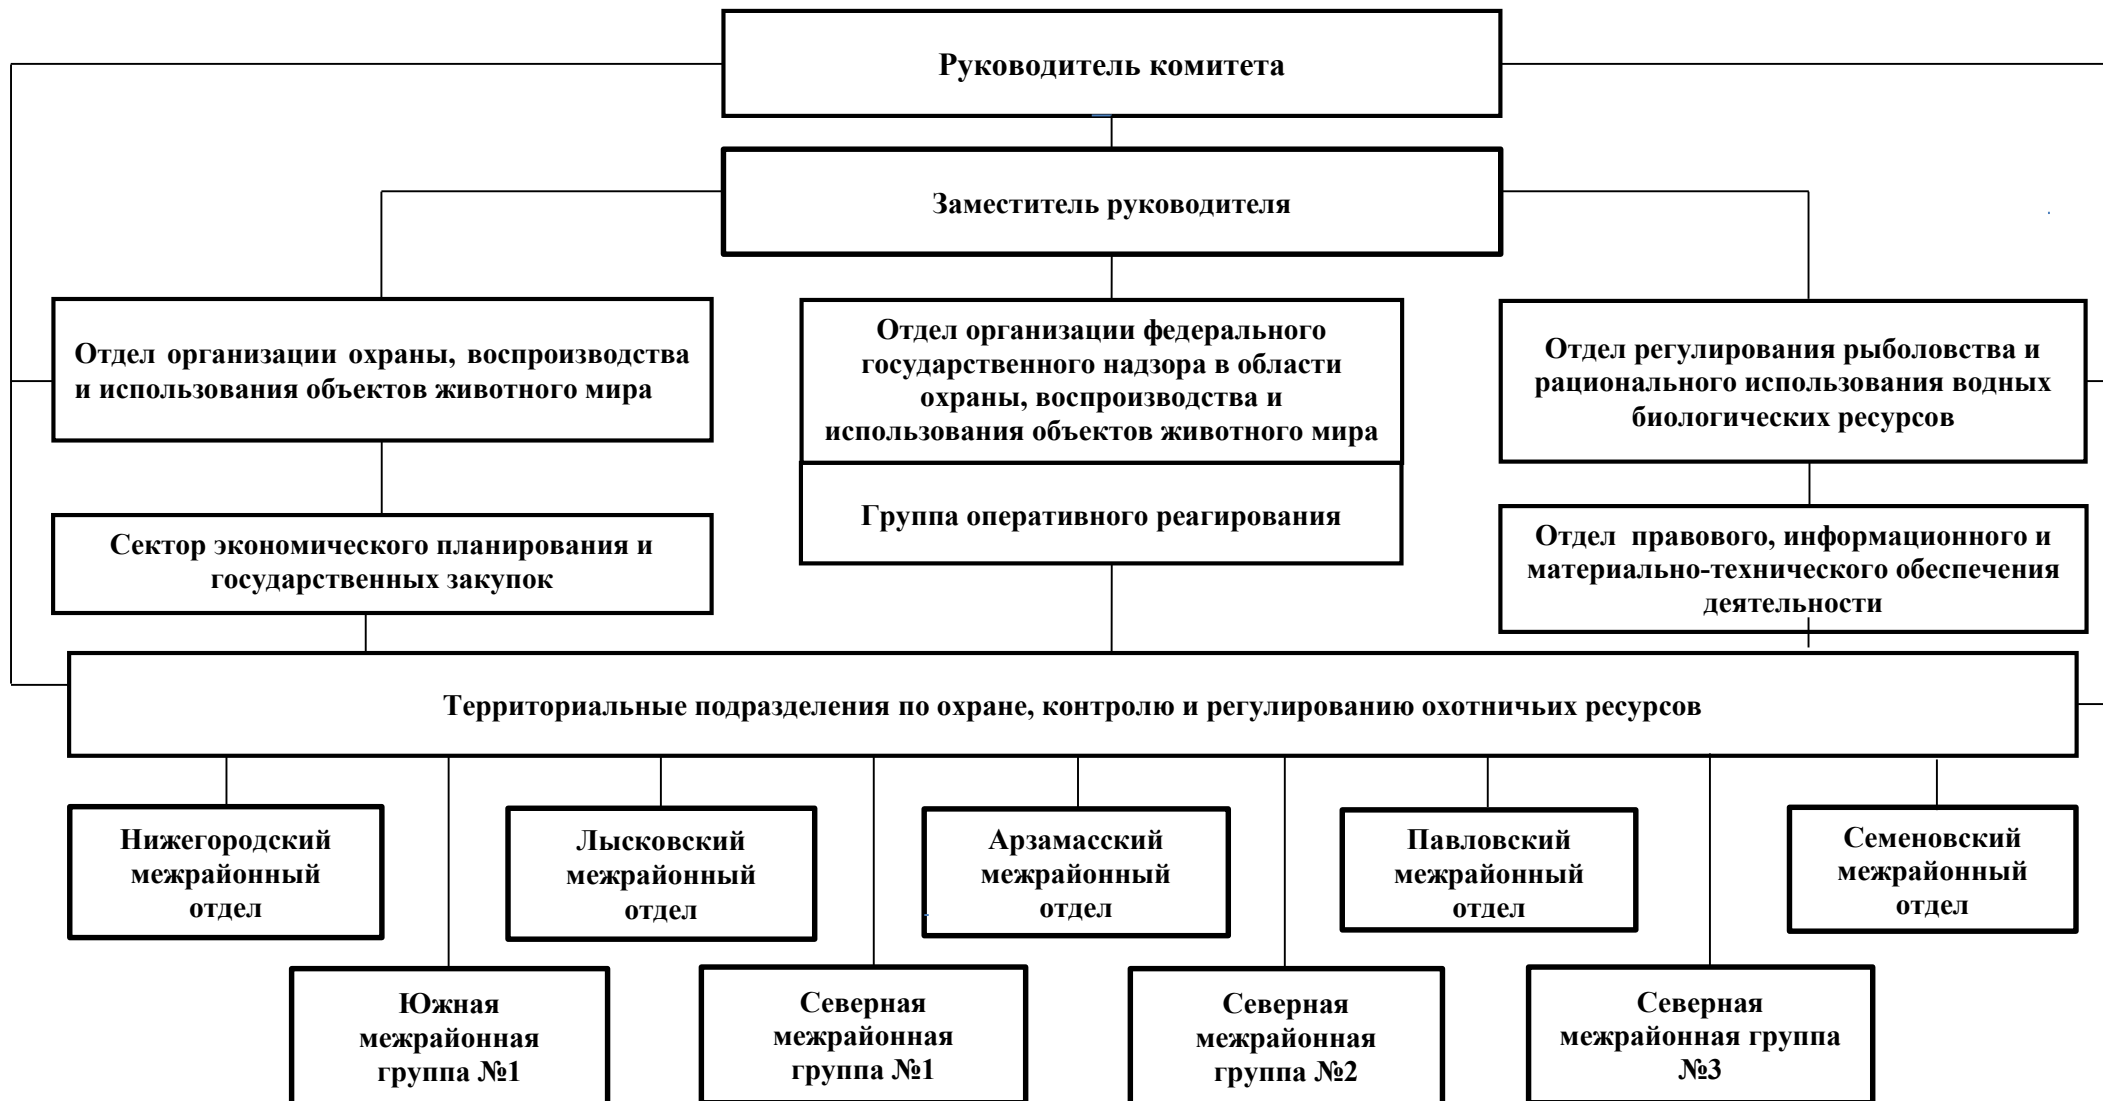 Руководитель комитета
Заместитель руководителя
Отдел организации охраны, воспроизводства
и использования объектов животного мира
Отдел организации федерального
государственного надзора в области
охраны, воспроизводства и
использования объектов животного мира
Отдел регулирования рыболовства и
рационального использования водных
биологических ресурсов
Группа оперативного реагирования
Сектор экономического планирования и
государственных закупок
Отдел правового, информационного и
материально-технического обеспечения
деятельности
Территориальные подразделения по охране, контролю и регулированию охотничьих ресурсов
Нижегородский
межрайонный
отдел
Лысковский
межрайонный
отдел
Арзамасский
межрайонный
отдел
Павловский
межрайонный
отдел
Семеновский
межрайонный
отдел
Южная
межрайонная
группа №1
Северная
межрайонная
группа №1
Северная
межрайонная
группа №2
Северная
межрайонная группа
№3